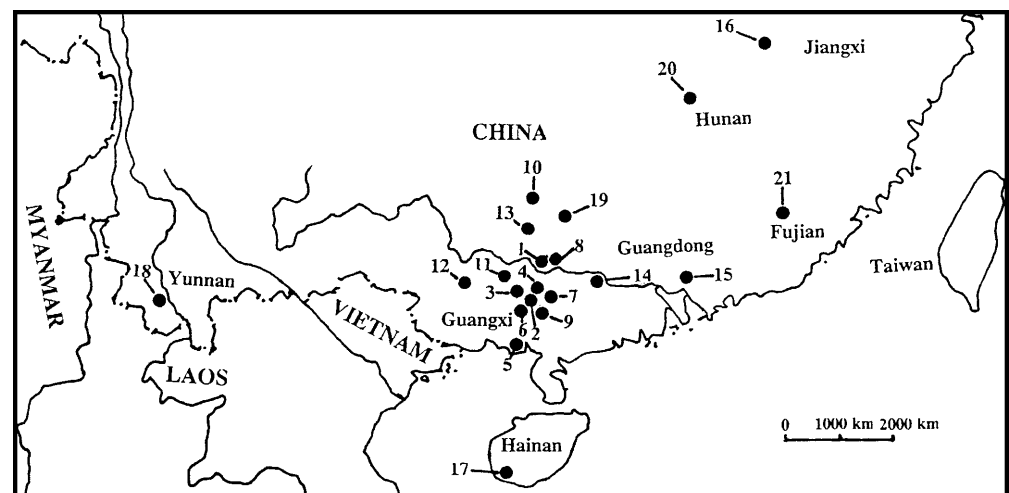 16
Jiangxi
20
Hunan
CHINA
10
19
13
21
Fujian
1
8
Guangdong
MYANMAR
18
Yunnan
12
11
4
14
15
Taiwan
3
7
VIETNAM
Guangxi
6
2
9
5
LAOS
0 1000 km 2000 km
Hainan
17